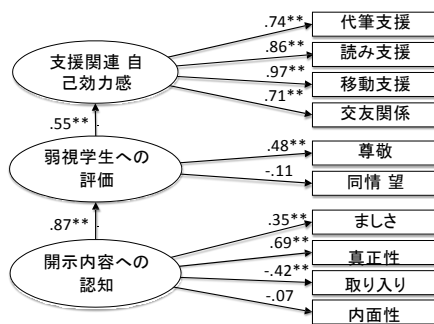 .74**
代筆支援
.86**
読み支援
支援関連 自
己効力感
.97**
移動支援
.71**
交友関係
.55**
弱視学生への
評価
.48**
尊敬
-.11
同情 望
.87**
.35**
ましさ
.69**
真正性
開示内容への
認知
-.42**
取り入り
-.07
内面性